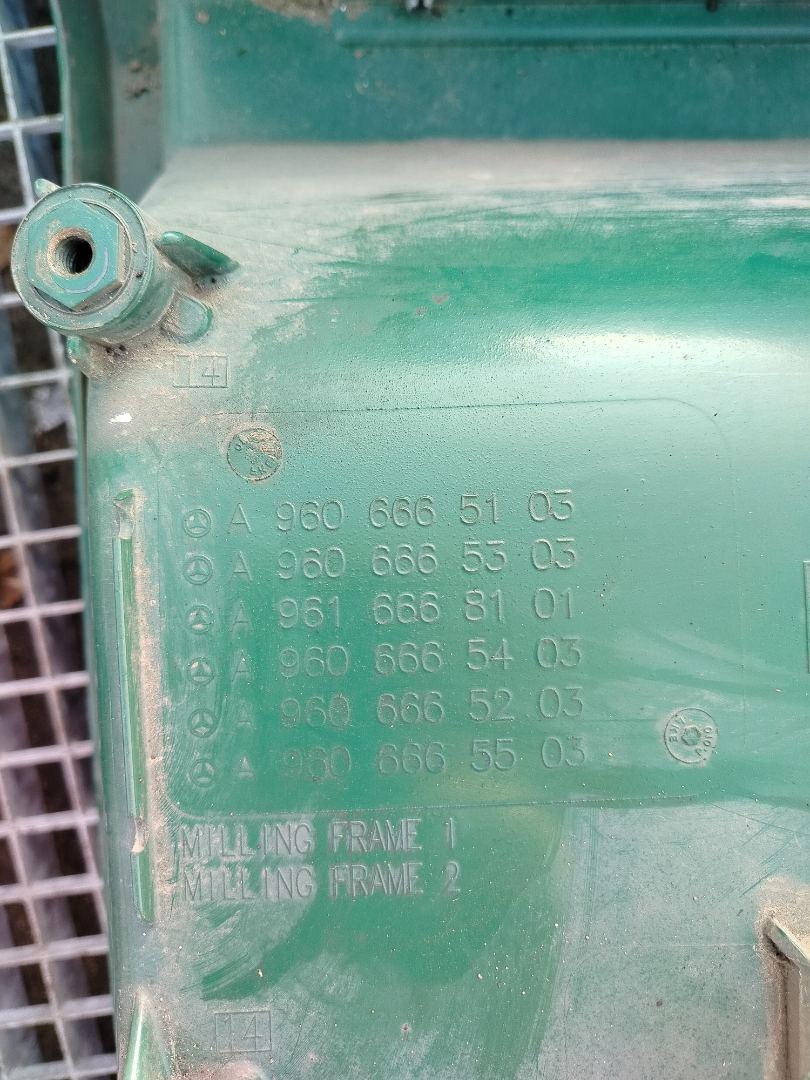 14
A 960 666 51 03
A 960 666 53 03
A 961 666 81 01
A 960 666 54 03
A 960 666 52 03
A 960 666 55 03
MILLING FRAME 1
MILLING FRAME 2
14